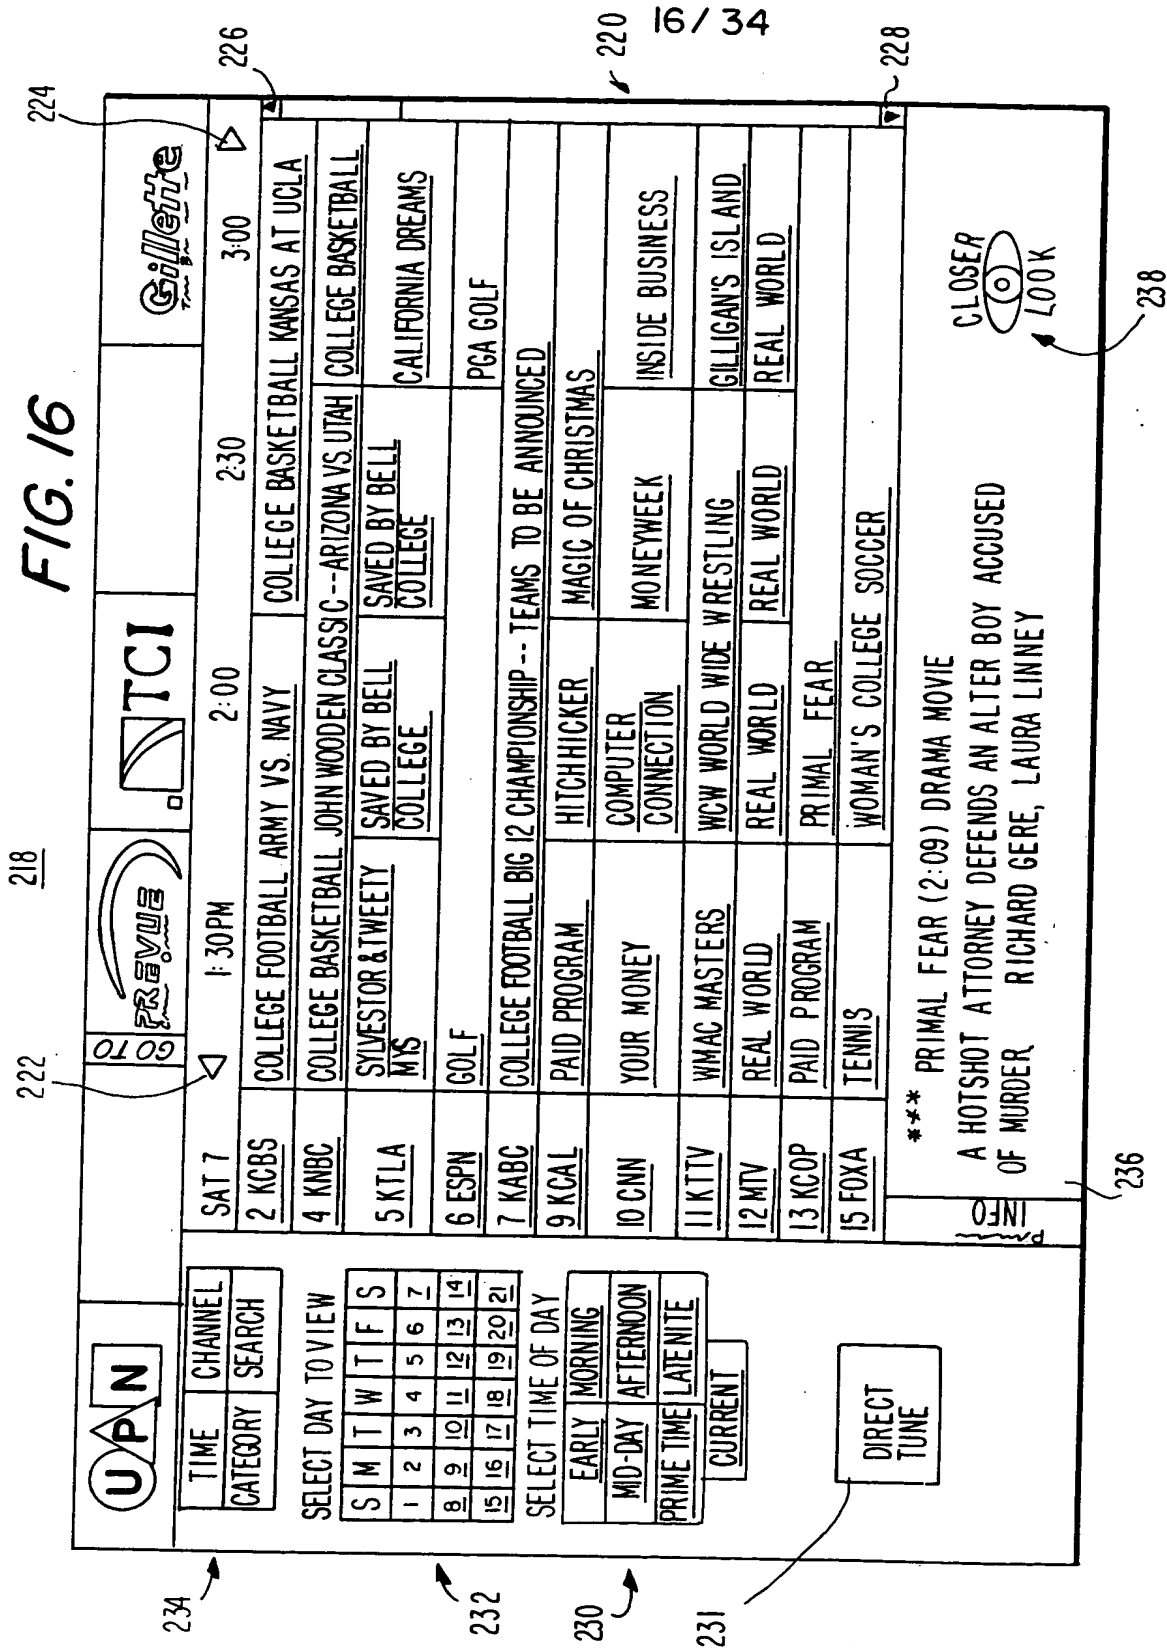 16/34
FIG. 16
218
222
224
226
220
228
UPN
GO TO
PREVUE
TCI
Gillette
TIME CHANNEL
CATEGORY SEARCH
SELECT DAY TO VIEW
S M T W T F S
1 2 3 4 5 6 7
8 9 10 11 12 13 14
15 16 17 18 19 20 21
SELECT TIME OF DAY
EARLY MORNING
MID-DAY AFTERNOON
PRIME TIME LATENITE
CURRENT
DIRECT
TUNE
SAT 7 1:30PM 2:00 2:30 3:00
2 KCBS COLLEGE FOOTBALL ARMY VS. NAVY COLLEGE BASKETBALL KANSAS AT UCLA
4 KNBC COLLEGE BASKETBALL JOHN WOODEN CLASSIC--ARIZONA VS. UTAH COLLEGE BASKETBALL
5 KTLA SYLVESTOR & TWEETY SAVED BY BELL SAVED BY BELL CALIFORNIA DREAMS
MYS COLLEGE COLLEGE
6 ESPN GOLF PGA GOLF
7 KABC COLLEGE FOOTBALL BIG 12 CHAMPIONSHIP--TEAMS TO BE ANNOUNCED
9 KCAL PAID PROGRAM HITCHHICKER MAGIC OF CHRISTMAS
10 CNN YOUR MONEY COMPUTER MONEYWEEK INSIDE BUSINESS
CONNECTION
11 KTTV WMAC MASTERS WCW WORLD WIDE WRESTLING GILLIGAN'S ISLAND
12 MTV REAL WORLD REAL WORLD REAL WORLD REAL WORLD
13 KCOP PAID PROGRAM PRIMAL FEAR
15 FOXA TENNIS WOMAN'S COLLEGE SOCCER
INFO
*** PRIMAL FEAR (2:09) DRAMA MOVIE
A HOTSHOT ATTORNEY DEFENDS AN ALTER BOY ACCUSED
OF MURDER. RICHARD GERE, LAURA LINNEY
CLOSER
LOOK
234
232
230
231
236
238